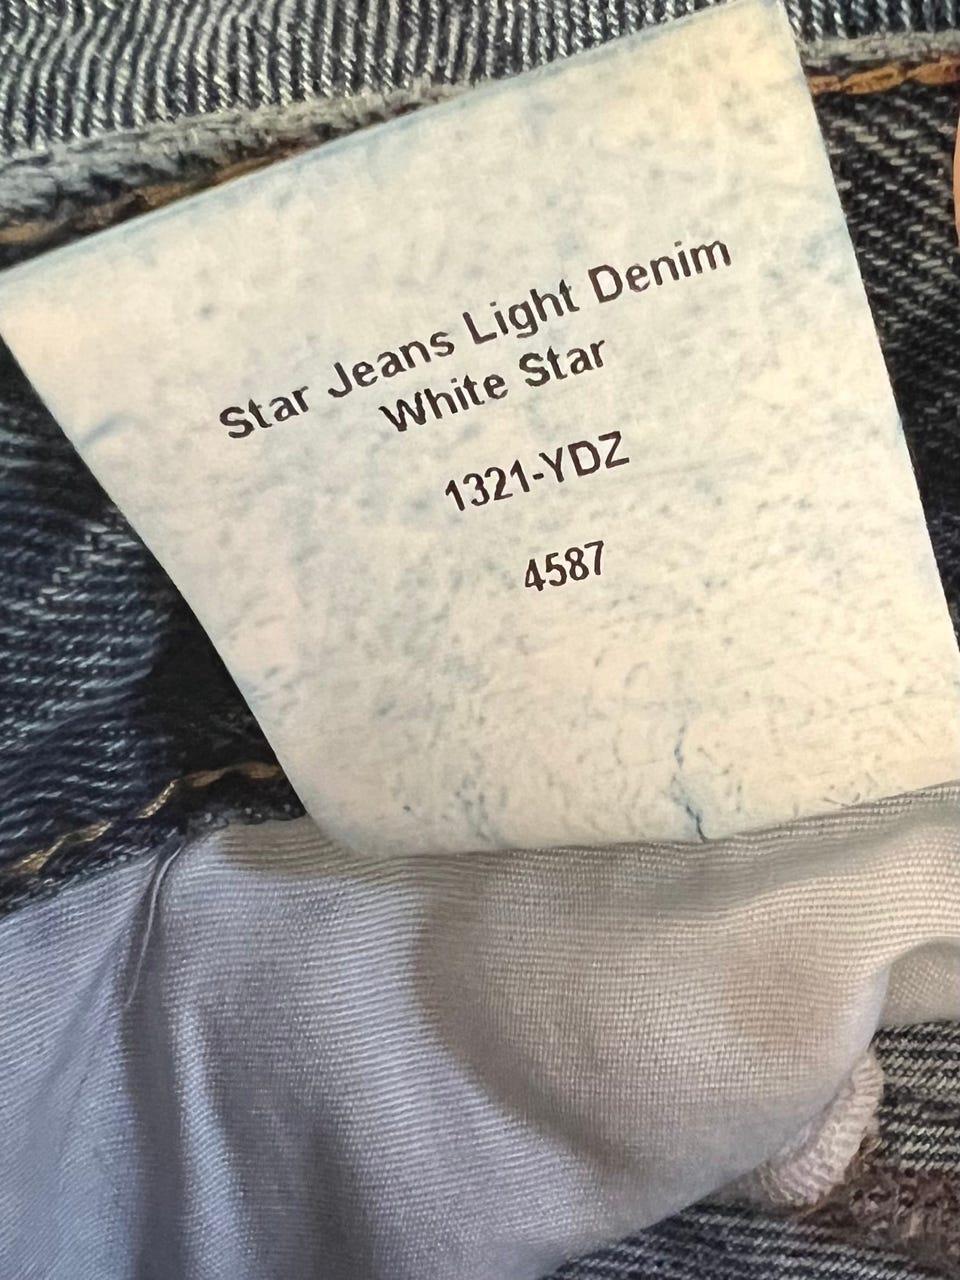 Star Jeans Light Denim
White Star
1321-YDZ
4587